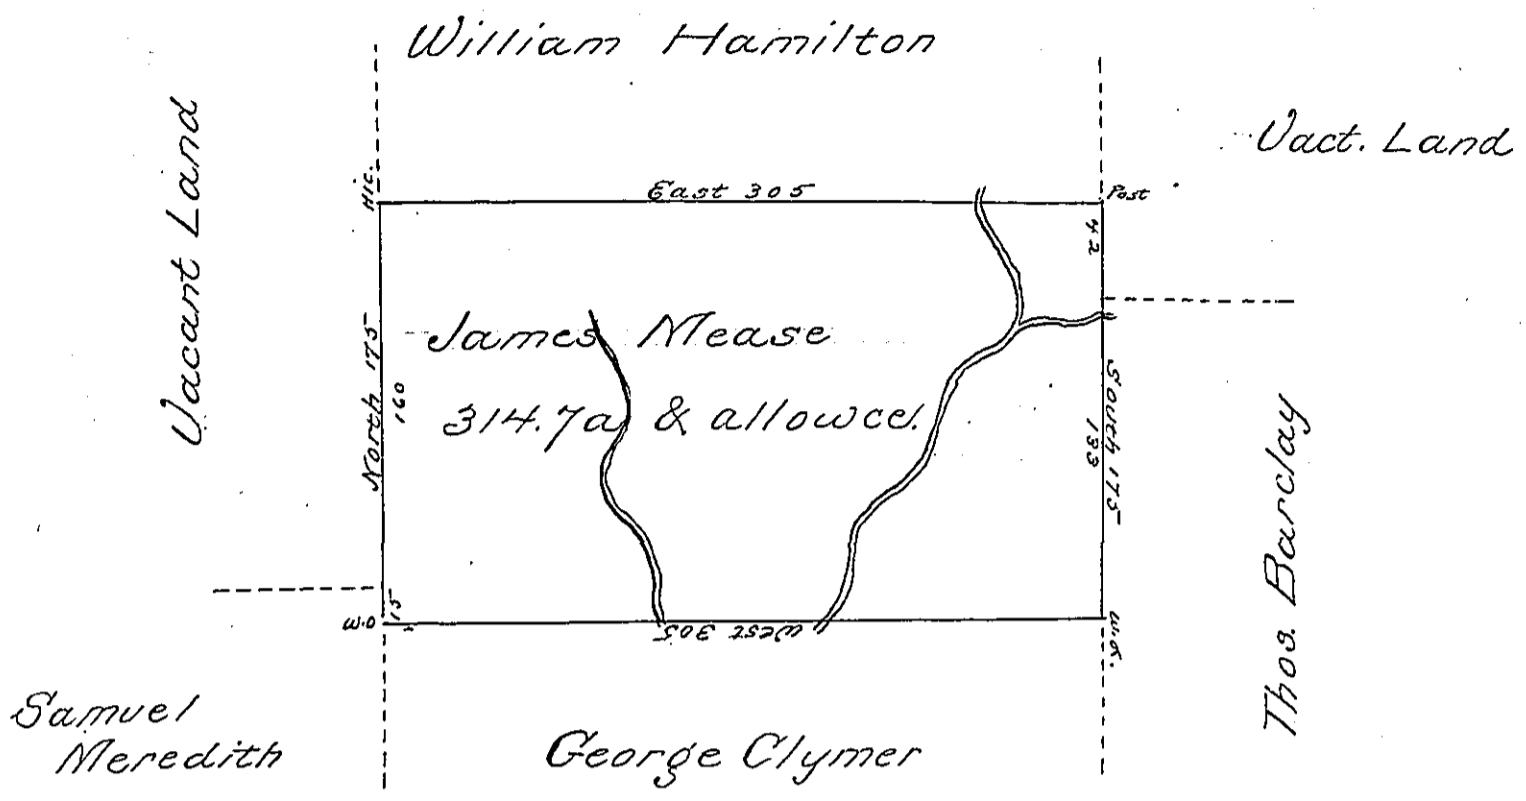 William Hamilton
Vacant Land
Vact. Land
Hic.
East 305
Post
42
James Mease
314.7a & allowce.
North 175
160
South 175
133
Thos. Barclay
W.O
15
West 305
W.O.
Samuel
Meredith
George Clymer